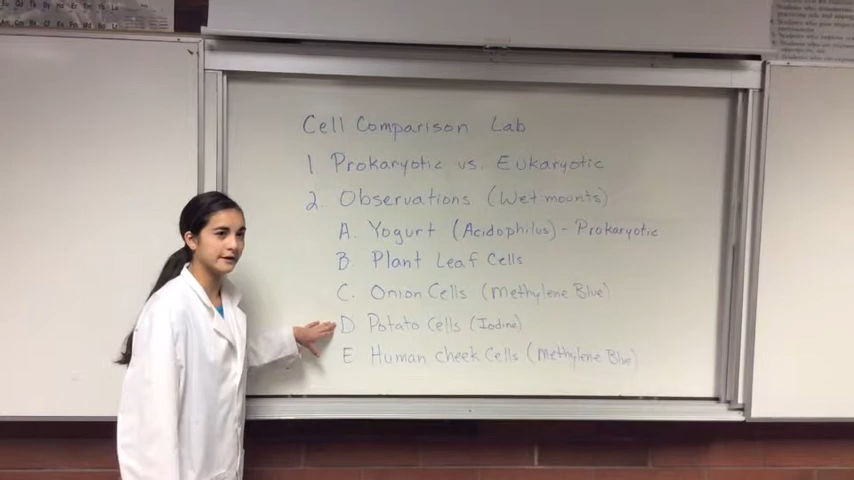 Cell Comparison Lab
1. Prokaryotic vs. Eukaryotic
2. Observations (Wet mounts)
A. Yogurt (Acidophilus) - Prokaryotic
B. Plant Leaf Cells
C. Onion Cells (Methylene Blue)
D Potato Cells (Iodine)
E Human cheek Cells (Methylene Blue)